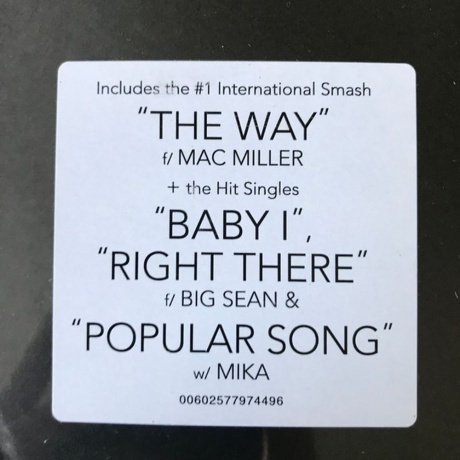 Includes the #1 International Smash
"THE WAY"
f/ MAC MILLER
+ the Hit Singles
"BABY I",
"RIGHT THERE"
f/ BIG SEAN &
"POPULAR SONG"
w/ MIKA
00602577974496